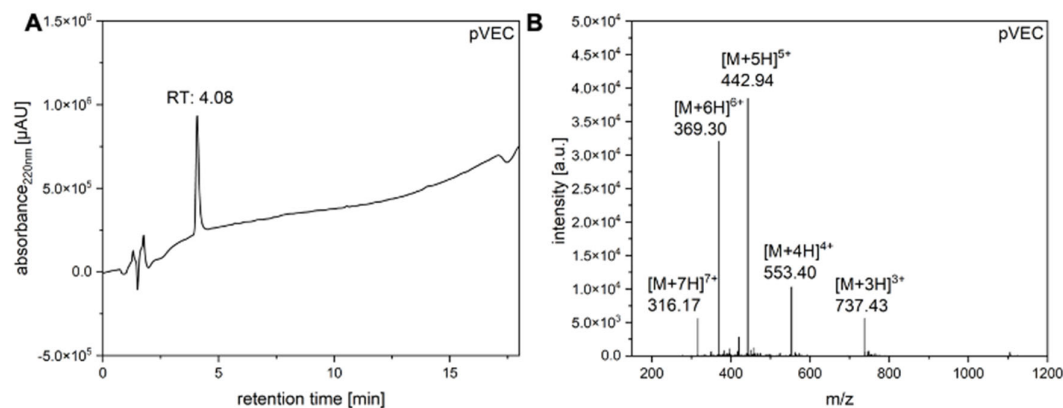 A
pVEC
1.5×10⁶
1.0×10⁶
5.0×10⁵
0.0
-5.0×10⁵
absorbance₂₂₀ₙₘ [µAU]
RT: 4.08
0
5
10
15
retention time [min]
B
pVEC
5.0×10⁴
4.5×10⁴
4.0×10⁴
3.5×10⁴
3.0×10⁴
2.5×10⁴
2.0×10⁴
1.5×10⁴
1.0×10⁴
5.0×10³
0.0
intensity [a.u.]
[M+5H]⁵⁺
442.94
[M+6H]⁶⁺
369.30
[M+4H]⁴⁺
553.40
[M+7H]⁷⁺
316.17
[M+3H]³⁺
737.43
200
400
600
800
1000
1200
m/z